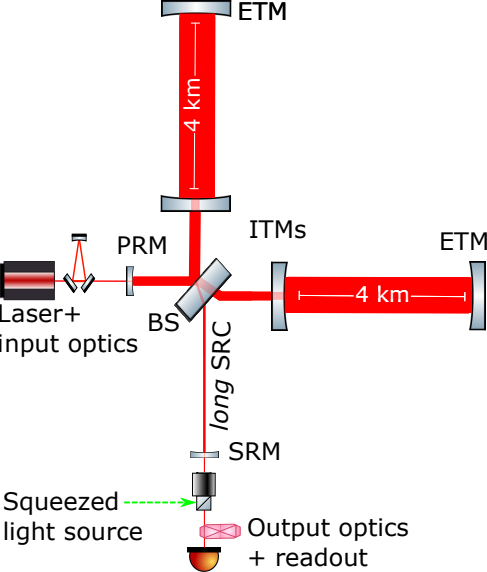 ETM
4 km
PRM
ITMs
ETM
4 km
Laser+
input optics
BS
long SRC
SRM
Squeezed
light source
Output optics
+ readout